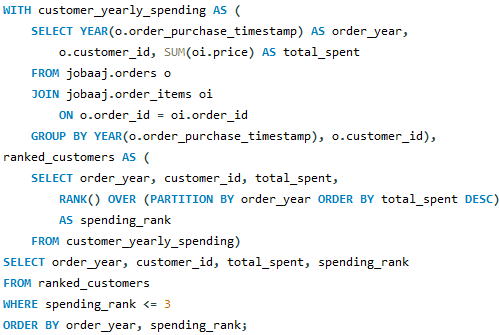 WITH customer_yearly_spending AS (
    SELECT YEAR(o.order_purchase_timestamp) AS order_year,
        o.customer_id, SUM(oi.price) AS total_spent
    FROM jobaaj.orders o
    JOIN jobaaj.order_items oi
        ON o.order_id = oi.order_id
    GROUP BY YEAR(o.order_purchase_timestamp), o.customer_id),
ranked_customers AS (
    SELECT order_year, customer_id, total_spent,
        RANK() OVER (PARTITION BY order_year ORDER BY total_spent DESC)
        AS spending_rank
    FROM customer_yearly_spending)
SELECT order_year, customer_id, total_spent, spending_rank
FROM ranked_customers
WHERE spending_rank <= 3
ORDER BY order_year, spending_rank;